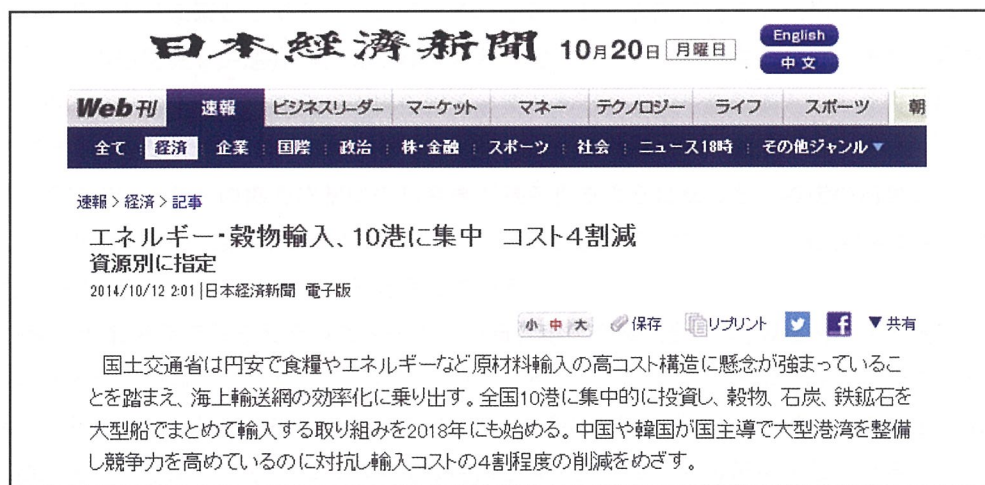 日本経済新聞 10月20日 月曜日 English
中文
Web刊 速報 ビジネスリーダー マーケット マネー テクノロジー ライフ スポーツ 朝
全て 経済 企業 国際 政治 株・金融 スポーツ 社会 ニュース18時 その他ジャンル▼
速報 > 経済 > 記事
エネルギー・穀物輸入、10港に集中 コスト4割減
資源別に指定
2014/10/12 2:01 | 日本経済新聞 電子版
小 中 大 保存 リプリント ▼共有
国土交通省は円安で食糧やエネルギーなど原材料輸入の高コスト構造に懸念が強まっているこ
とを踏まえ、海上輸送網の効率化に乗り出す。全国10港に集中的に投資し、穀物、石炭、鉄鉱石を
大型船でまとめて輸入する取り組みを2018年にも始める。中国や韓国が国主導で大型港湾を整備
し競争力を高めているのに対抗し輸入コストの4割程度の削減をめざす。